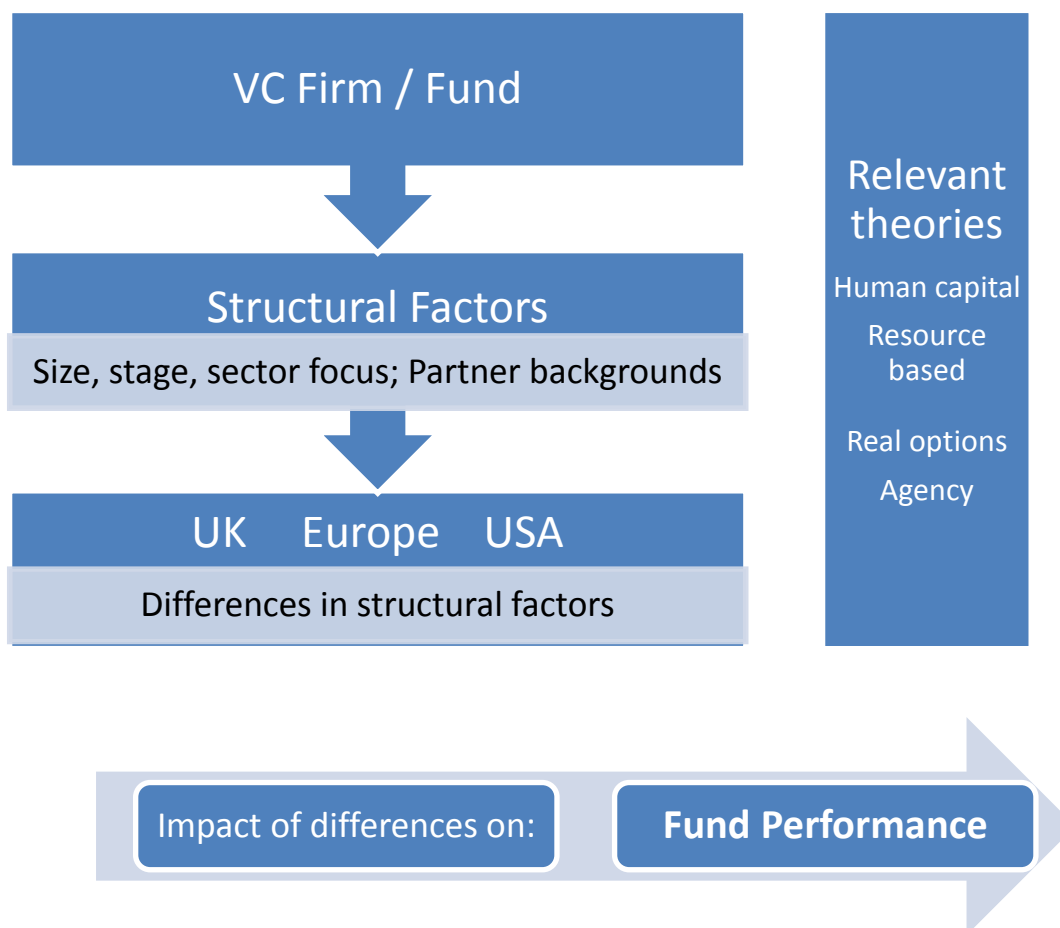 VC Firm / Fund
Structural Factors
Size, stage, sector focus; Partner backgrounds
UK Europe USA
Differences in structural factors
Relevant
theories
Human capital
Resource
based
Real options
Agency
Impact of differences on:
Fund Performance